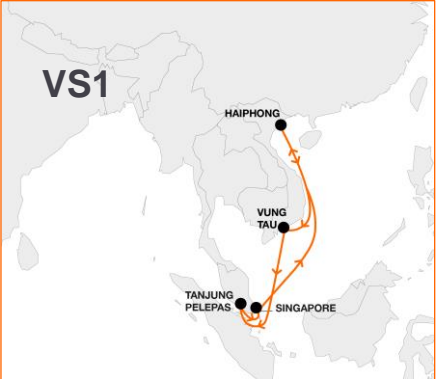 VS1
HAIPHONG
VUNG
TAU
TANJUNG
PELEPAS
SINGAPORE